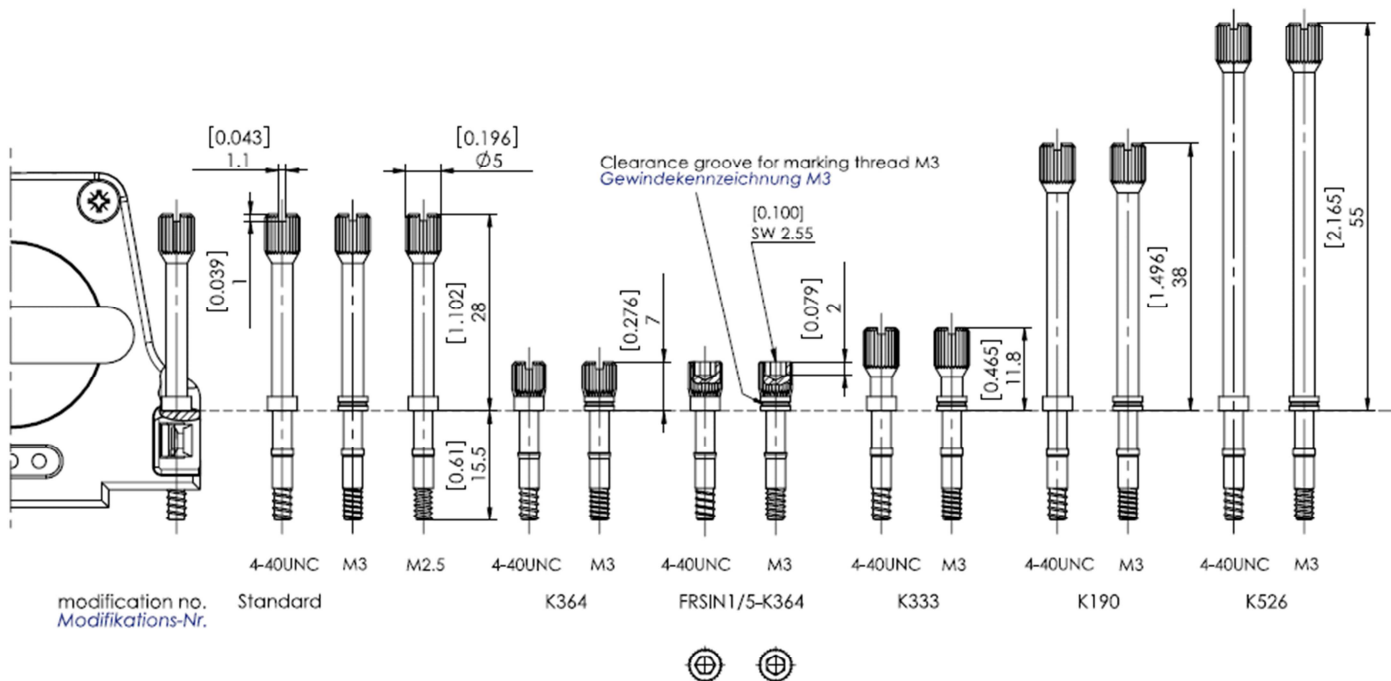 [0.043]
1.1
[0.196]
Ø5
Clearance groove for marking thread M3
Gewindekennzeichnung M3
[0.100]
SW 2.55
[0.039]
1
[1.102]
28
[0.276]
7
[0.079]
2
[0.465]
11.8
[1.496]
38
[2.165]
55
[0.61]
15.5
4-40UNC M3 M2.5 4-40UNC M3 4-40UNC M3 4-40UNC M3 4-40UNC M3 4-40UNC M3
modification no. Standard K364 FRSIN1/5-K364 K333 K190 K526
Modifikations-Nr.